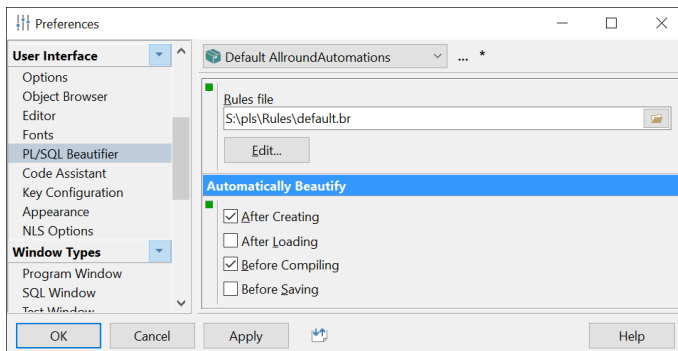 Preferences
User Interface
Options
Object Browser
Editor
Fonts
PL/SQL Beautifier
Code Assistant
Key Configuration
Appearance
NLS Options
Window Types
Program Window
SQL Window
Test Window
Default AllroundAutomations ... *
Rules file
S:\pls\Rules\default.br
Edit...
Automatically Beautify
After Creating
After Loading
Before Compiling
Before Saving
OK Cancel Apply Help